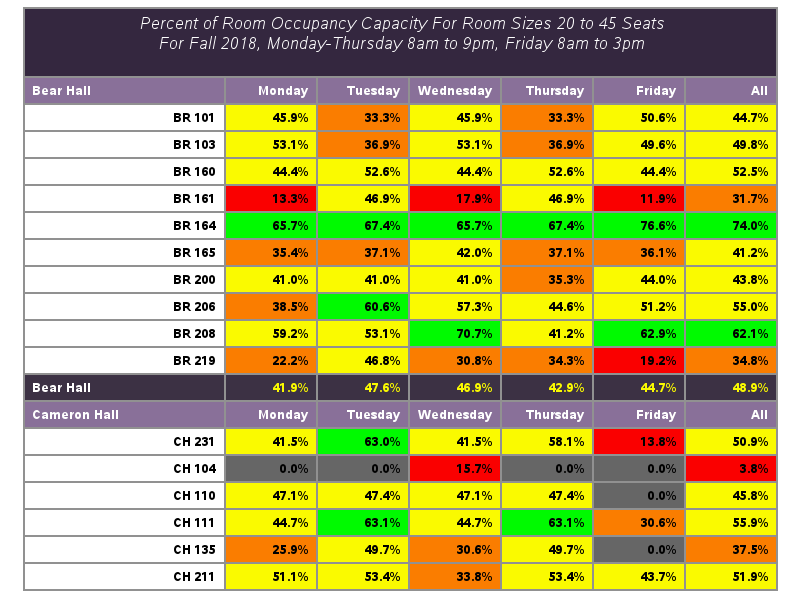 Percent of Room Occupancy Capacity For Room Sizes 20 to 45 Seats
For Fall 2018, Monday-Thursday 8am to 9pm, Friday 8am to 3pm
Bear Hall Monday Tuesday Wednesday Thursday Friday All
BR 101 45.9% 33.3% 45.9% 33.3% 50.6% 44.7%
BR 103 53.1% 36.9% 53.1% 36.9% 49.6% 49.8%
BR 160 44.4% 52.6% 44.4% 52.6% 44.4% 52.5%
BR 161 13.3% 46.9% 17.9% 46.9% 11.9% 31.7%
BR 164 65.7% 67.4% 65.7% 67.4% 76.6% 74.0%
BR 165 35.4% 37.1% 42.0% 37.1% 36.1% 41.2%
BR 200 41.0% 41.0% 41.0% 35.3% 44.0% 43.8%
BR 206 38.5% 60.6% 57.3% 44.6% 51.2% 55.0%
BR 208 59.2% 53.1% 70.7% 41.2% 62.9% 62.1%
BR 219 22.2% 46.8% 30.8% 34.3% 19.2% 34.8%
Bear Hall 41.9% 47.6% 46.9% 42.9% 44.7% 48.9%
Cameron Hall Monday Tuesday Wednesday Thursday Friday All
CH 231 41.5% 63.0% 41.5% 58.1% 13.8% 50.9%
CH 104 0.0% 0.0% 15.7% 0.0% 0.0% 3.8%
CH 110 47.1% 47.4% 47.1% 47.4% 0.0% 45.8%
CH 111 44.7% 63.1% 44.7% 63.1% 30.6% 55.9%
CH 135 25.9% 49.7% 30.6% 49.7% 0.0% 37.5%
CH 211 51.1% 53.4% 33.8% 53.4% 43.7% 51.9%